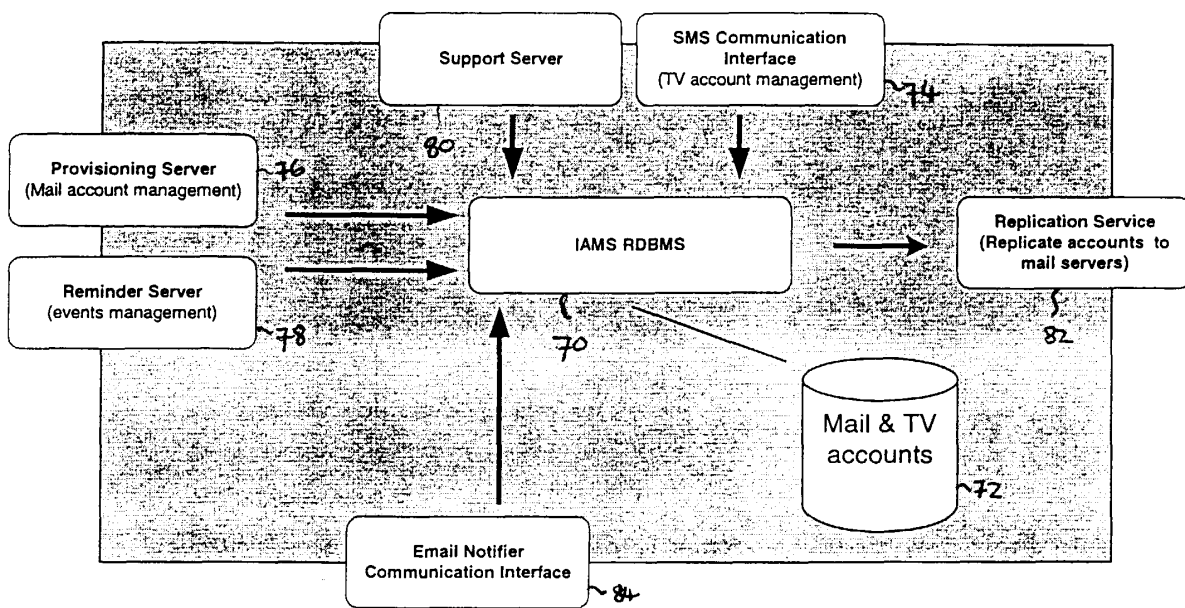 Support Server
80
SMS Communication
Interface
(TV account management)
74
Provisioning Server
(Mail account management)
76
Reminder Server
(events management)
78
IAMS RDBMS
70
Replication Service
(Replicate accounts to
mail servers)
82
Mail & TV
accounts
72
Email Notifier
Communication Interface
84